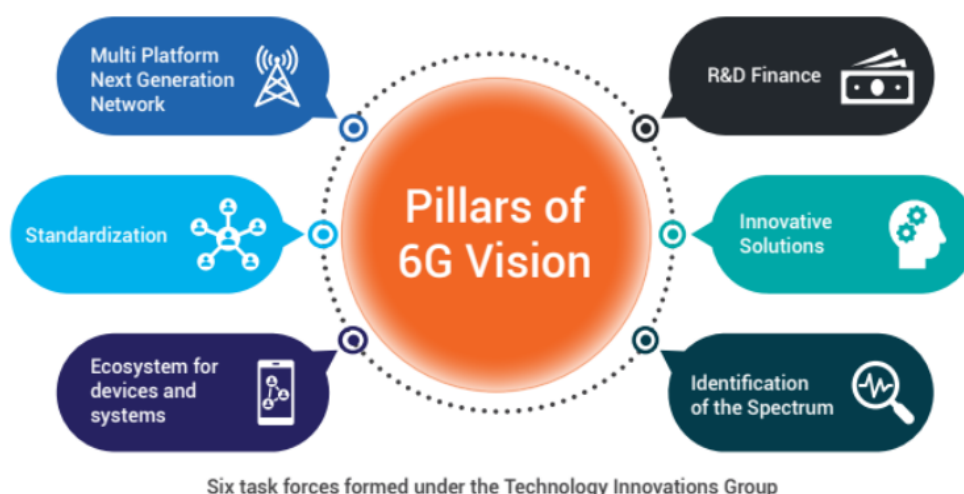 Multi Platform
Next Generation
Network
R&D Finance
Pillars of
6G Vision
Standardization
Innovative
Solutions
Ecosystem for
devices and
systems
Identification
of the Spectrum
Six task forces formed under the Technology Innovations Group